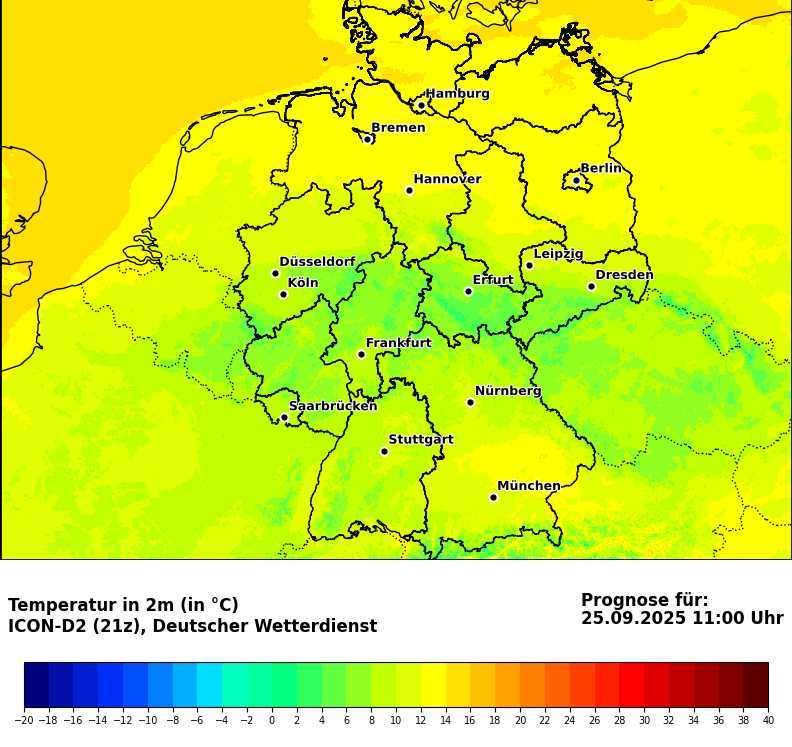 Hamburg
Bremen
Berlin
Hannover
Leipzig
Düsseldorf
Dresden
Köln
Erfurt
Frankfurt
Nürnberg
Saarbrücken
Stuttgart
München
Temperatur in 2m (in °C)
ICON-D2 (21z), Deutscher Wetterdienst
Prognose für:
25.09.2025 11:00 Uhr
−20 −18 −16 −14 −12 −10 −8 −6 −4 −2 0 2 4 6 8 10 12 14 16 18 20 22 24 26 28 30 32 34 36 38 40